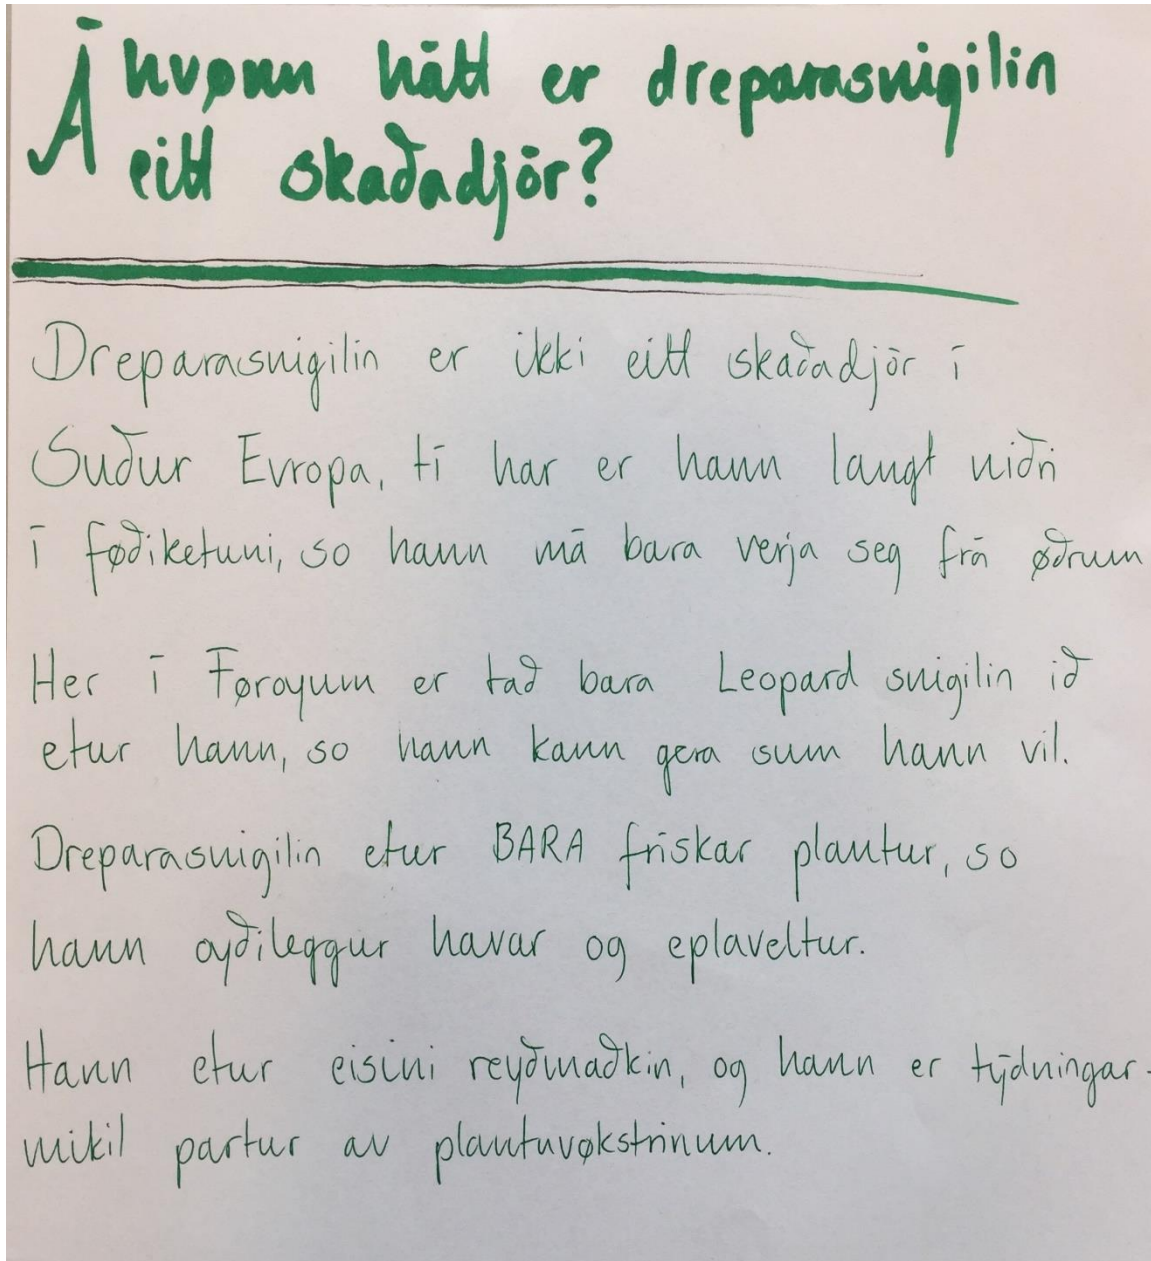 Á hvønn hátt er dreparasnigilin
eitt skaðadjór?
Dreparasnigilin er ikki eitt skaðadjór í
Suður Evropa, tí har er hann langt niðri
í føðiketuni, so hann má bara verja seg frá øðrum
Her í Føroyum er tað bara Leopard snigilin ið
etur hann, so hann kann gera sum hann vil.
Dreparasnigilin etur BARA friskar plantur, so
hann oyðileggur havar og eplaveltur.
Hann etur eisini reyðmaðkin, og hann er týdningar-
mikil partur av plantuvøkstrinum.